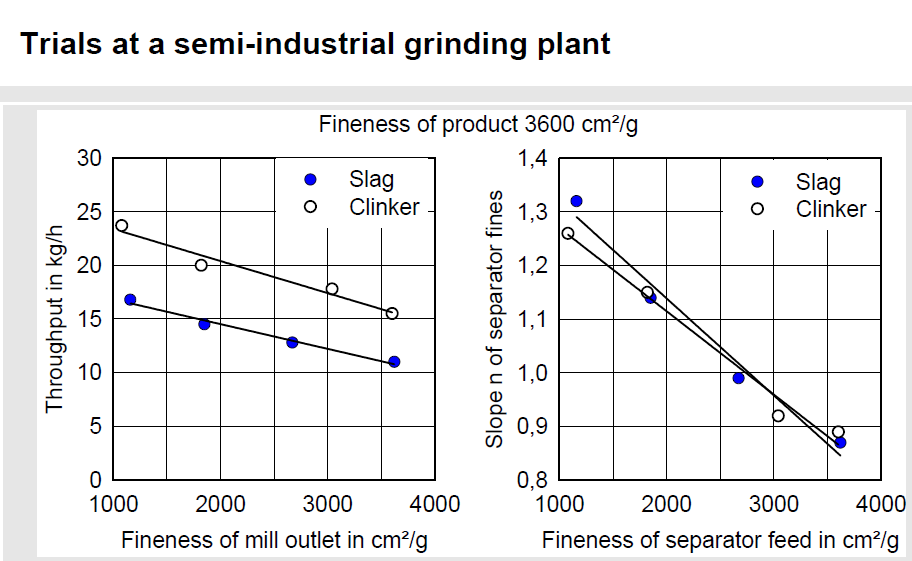 Trials at a semi-industrial grinding plant
Fineness of product 3600 cm²/g
30
25
20
15
10
5
0
Throughput in kg/h
Slag
Clinker
1000 2000 3000 4000
Fineness of mill outlet in cm²/g
1,4
1,3
1,2
1,1
1,0
0,9
0,8
Slope n of separator fines
Slag
Clinker
1000 2000 3000 4000
Fineness of separator feed in cm²/g